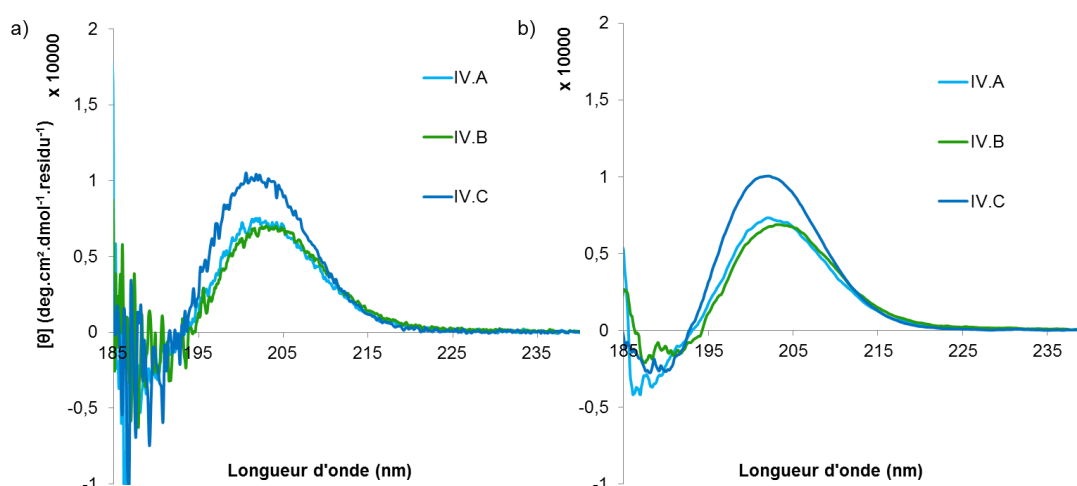 a)
x 10000
[θ] (deg.cm².dmol⁻¹.residu⁻¹)
2
1,5
1
0,5
0
-0,5
-1
185
195
205
215
225
235
IV.A
IV.B
IV.C
Longueur d'onde (nm)
b)
x 10000
2
1,5
1
0,5
0
-0,5
-1
185
195
205
215
225
235
IV.A
IV.B
IV.C
Longueur d'onde (nm)